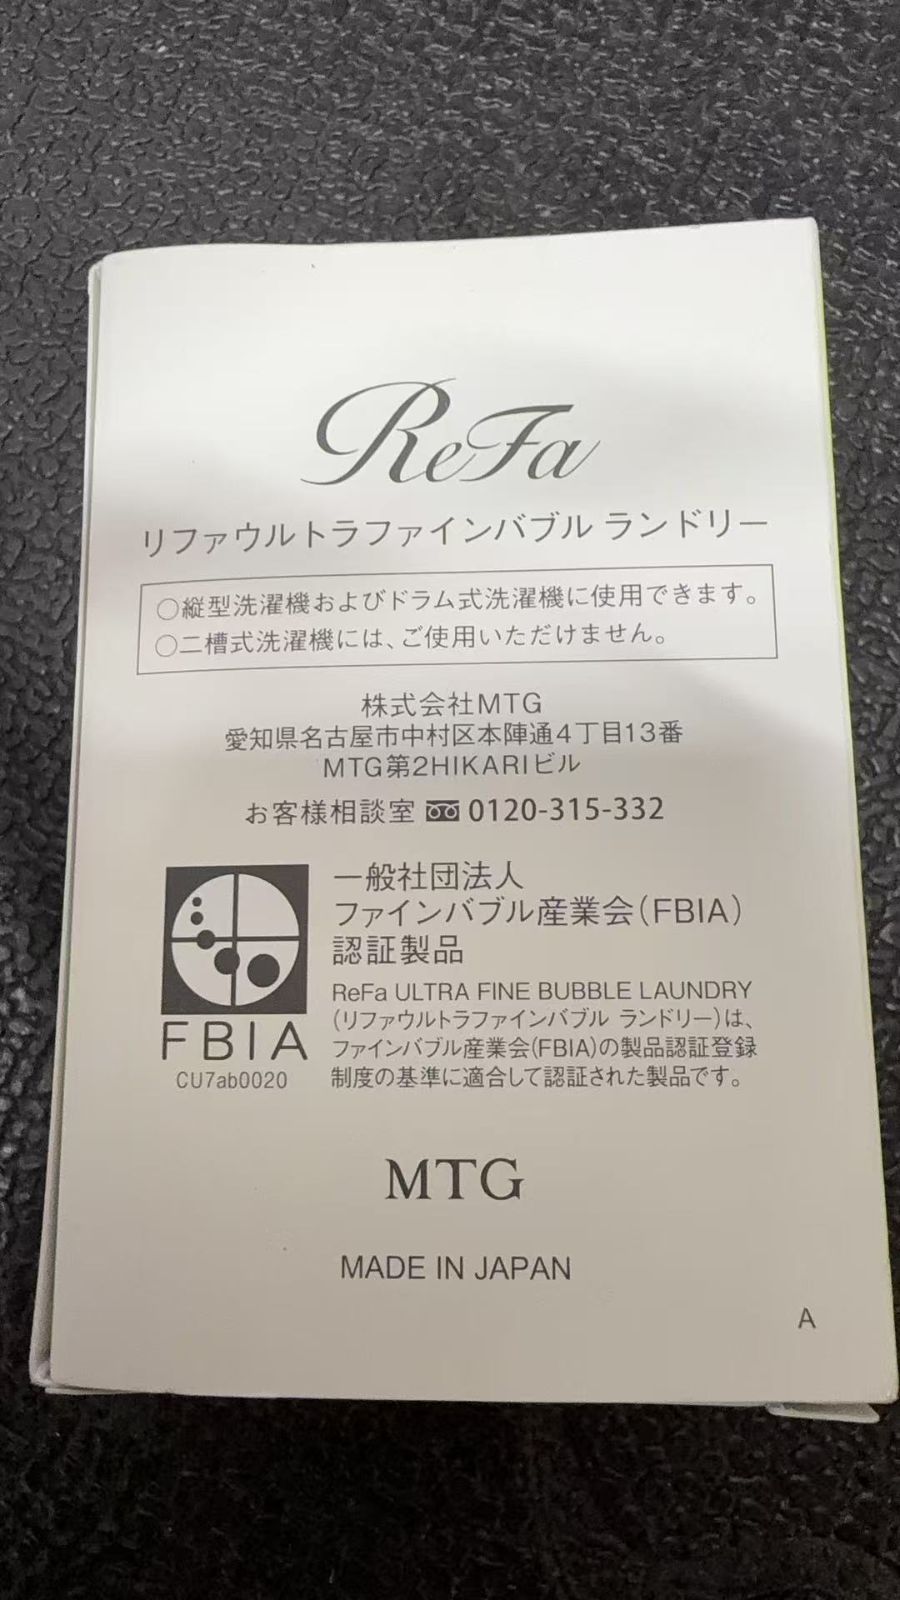 ReFa
リファウルトラファインバブル ランドリー
○縦型洗濯機およびドラム式洗濯機に使用できます。
○二槽式洗濯機には、ご使用いただけません。
株式会社MTG
愛知県名古屋市中村区本陣通4丁目13番
MTG第2HIKARIビル
お客様相談室 0120-315-332
一般社団法人
ファインバブル産業会(FBIA)
認証製品
FBIA
CU7ab0020
ReFa ULTRA FINE BUBBLE LAUNDRY
(リファウルトラファインバブル ランドリー)は、
ファインバブル産業会(FBIA)の製品認証登録
制度の基準に適合して認証された製品です。
MTG
MADE IN JAPAN
A